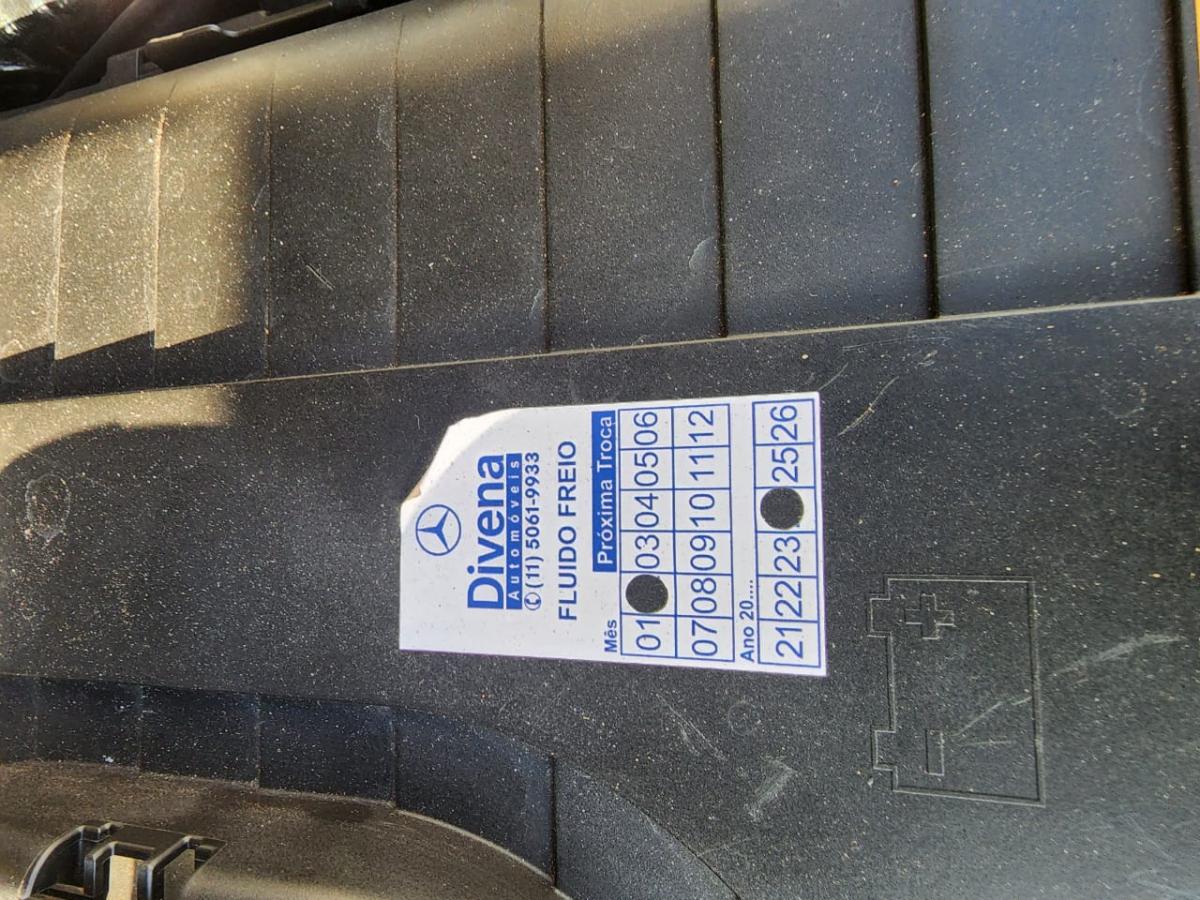 Divena
Automóveis
✆ (11) 5061-9933
FLUIDO FREIO
Próxima Troca
Mês
01 03 04 05 06
07 08 09 10 11 12
Ano 20....
21 22 23 25 26